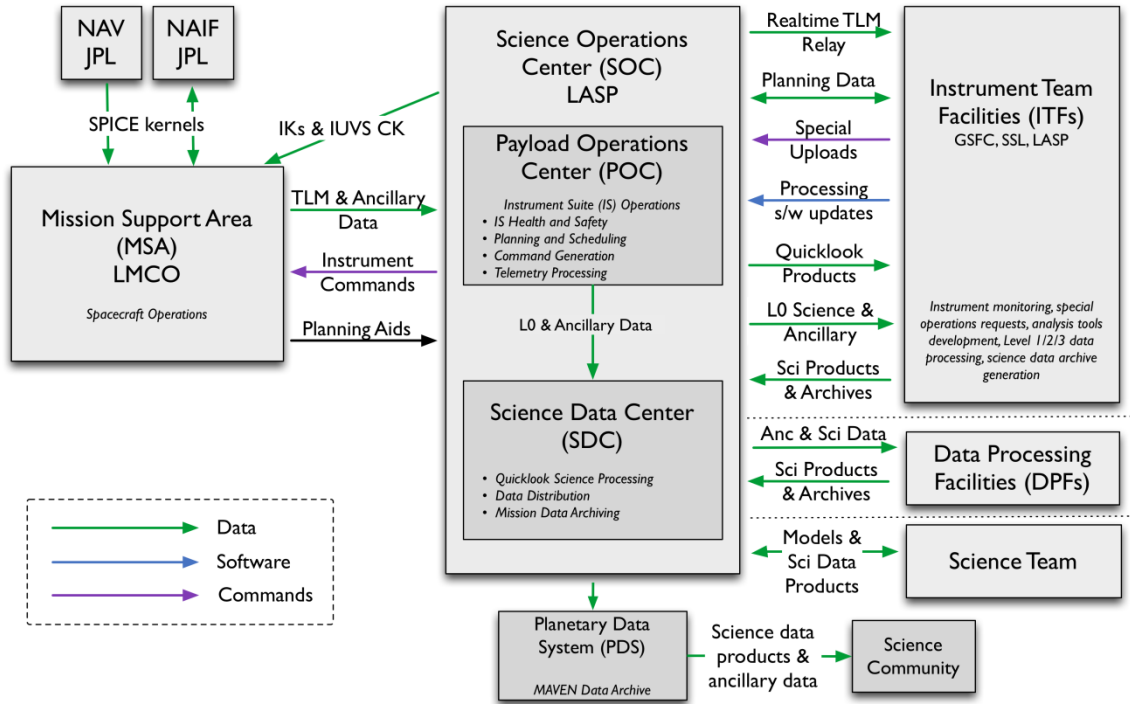 NAV
JPL
NAIF
JPL
SPICE kernels
IKs & IUVS CK
Mission Support Area
(MSA)
LMCO
Spacecraft Operations
TLM & Ancillary
Data
Instrument
Commands
Planning Aids
Science Operations
Center (SOC)
LASP
Payload Operations
Center (POC)
Instrument Suite (IS) Operations
• IS Health and Safety
• Planning and Scheduling
• Command Generation
• Telemetry Processing
L0 & Ancillary Data
Science Data Center
(SDC)
• Quicklook Science Processing
• Data Distribution
• Mission Data Archiving
Realtime TLM
Relay
Planning Data
Special
Uploads
Processing
s/w updates
Quicklook
Products
L0 Science &
Ancillary
Sci Products
& Archives
Instrument Team
Facilities (ITFs)
GSFC, SSL, LASP
Instrument monitoring, special
operations requests, analysis tools
development, Level 1/2/3 data
processing, science data archive
generation
Anc & Sci Data
Sci Products
& Archives
Data Processing
Facilities (DPFs)
Models &
Sci Data
Products
Science Team
Data
Software
Commands
Planetary Data
System (PDS)
MAVEN Data Archive
Science data
products &
ancillary data
Science
Community